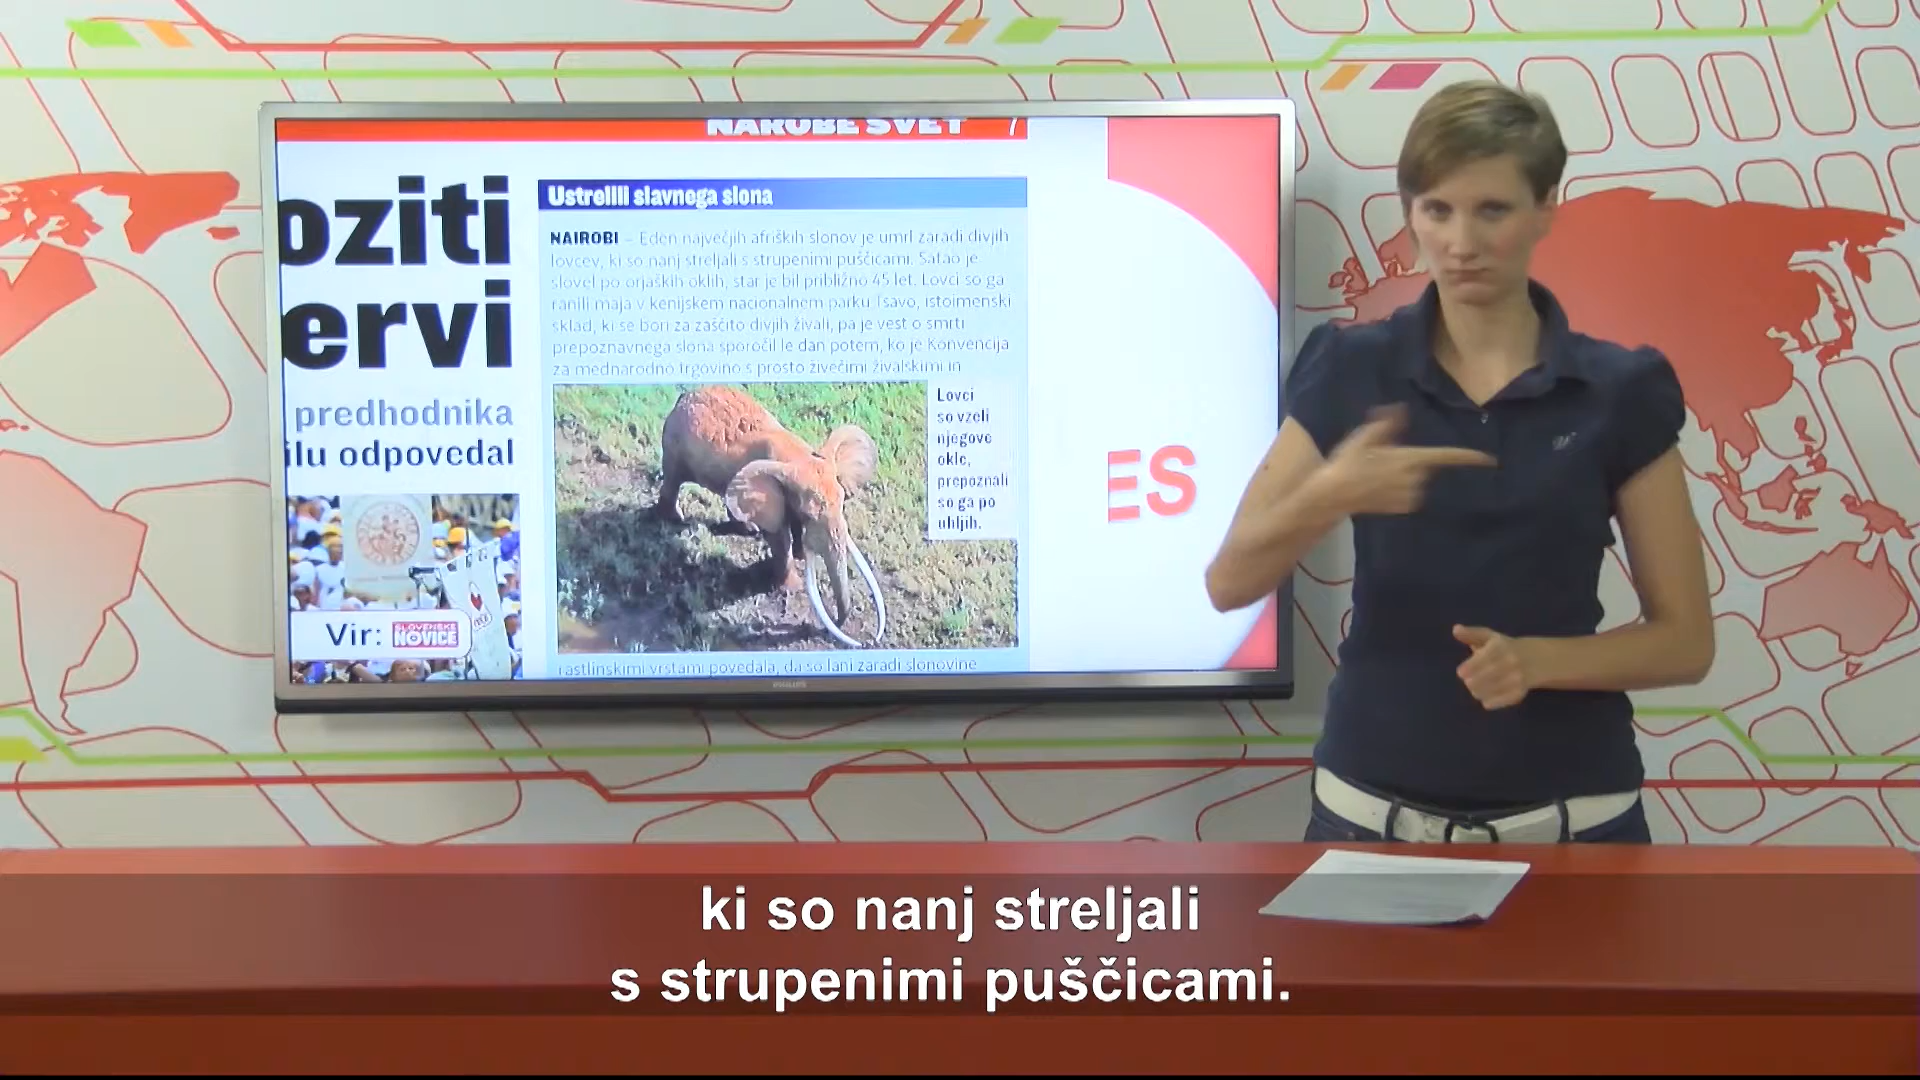 NAROBE SVET 7
oziti
ervi
predhodnika
ilu odpovedal
Vir: SLOVENSKE
NOVICE
Ustrelili slavnega slona
NAIROBI – Eden največjih afriških slonov je umrl zaradi divjih
lovcev, ki so nanj streljali s strupenimi puščicami. Satao je
slovel po orjaških oklih, star je bil približno 45 let. Lovci so ga
ranili maja v kenijskem nacionalnem parku Tsavo, istoimenski
sklad, ki se bori za zaščito divjih živali, pa je vest o smrti
prepoznavnega slona sporočil le dan potem, ko je Konvencija
za mednarodno trgovino s prosto živečimi živalskimi in
Lovci
so vzeli
njegove
okle,
prepoznali
so ga po
uhljih.
rastlinskimi vrstami povedala, da so lani zaradi slonovine
ES
PHILIPS
ki so nanj streljali
s strupenimi puščicami.